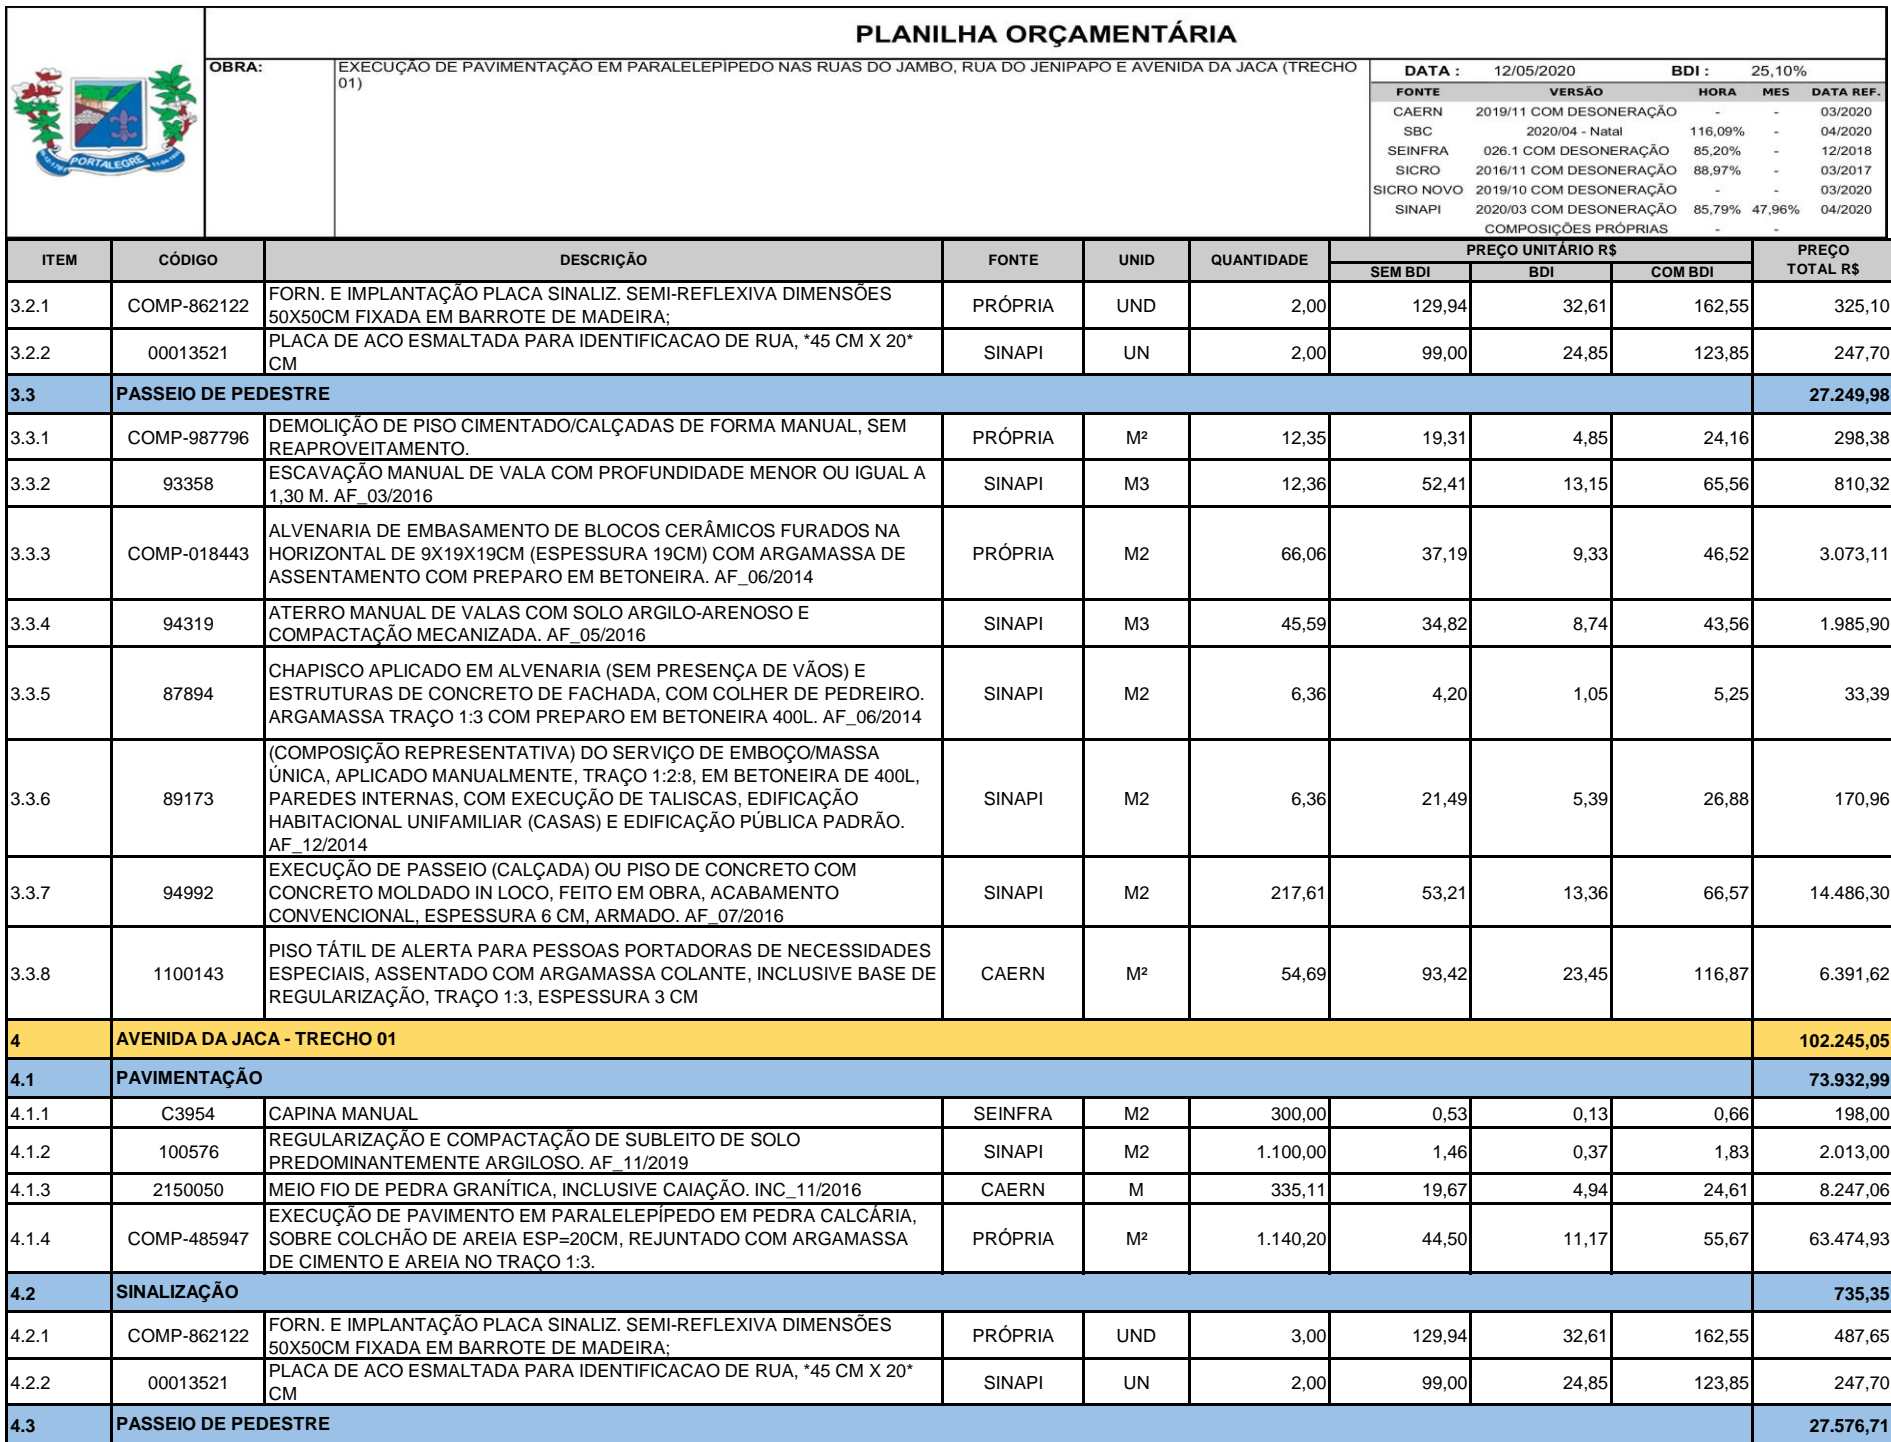 PLANILHA ORÇAMENTÁRIA
OBRA: EXECUÇÃO DE PAVIMENTAÇÃO EM PARALELEPÍPEDO NAS RUAS DO JAMBO, RUA DO JENIPAPO E AVENIDA DA JACA (TRECHO
01)
DATA : 12/05/2020 BDI : 25,10%
FONTE VERSÃO HORA MES DATA REF.
CAERN 2019/11 COM DESONERAÇÃO - - 03/2020
SBC 2020/04 - Natal 116,09% - 04/2020
SEINFRA 026.1 COM DESONERAÇÃO 85,20% - 12/2018
SICRO 2016/11 COM DESONERAÇÃO 88,97% - 03/2017
SICRO NOVO 2019/10 COM DESONERAÇÃO - - 03/2020
SINAPI 2020/03 COM DESONERAÇÃO 85,79% 47,96% 04/2020
COMPOSIÇÕES PRÓPRIAS - -
PORTALEGRE
ITEM CÓDIGO DESCRIÇÃO FONTE UNID QUANTIDADE PREÇO UNITÁRIO R$ PREÇO TOTAL R$
SEM BDI BDI COM BDI
3.2.1 COMP-862122 FORN. E IMPLANTAÇÃO PLACA SINALIZ. SEMI-REFLEXIVA DIMENSÕES
50X50CM FIXADA EM BARROTE DE MADEIRA; PRÓPRIA UND 2,00 129,94 32,61 162,55 325,10
3.2.2 00013521 PLACA DE ACO ESMALTADA PARA IDENTIFICACAO DE RUA, *45 CM X 20*
CM SINAPI UN 2,00 99,00 24,85 123,85 247,70
3.3 PASSEIO DE PEDESTRE 27.249,98
3.3.1 COMP-987796 DEMOLIÇÃO DE PISO CIMENTADO/CALÇADAS DE FORMA MANUAL, SEM
REAPROVEITAMENTO. PRÓPRIA M² 12,35 19,31 4,85 24,16 298,38
3.3.2 93358 ESCAVAÇÃO MANUAL DE VALA COM PROFUNDIDADE MENOR OU IGUAL A
1,30 M. AF_03/2016 SINAPI M3 12,36 52,41 13,15 65,56 810,32
3.3.3 COMP-018443 ALVENARIA DE EMBASAMENTO DE BLOCOS CERÂMICOS FURADOS NA
HORIZONTAL DE 9X19X19CM (ESPESSURA 19CM) COM ARGAMASSA DE
ASSENTAMENTO COM PREPARO EM BETONEIRA. AF_06/2014 PRÓPRIA M2 66,06 37,19 9,33 46,52 3.073,11
3.3.4 94319 ATERRO MANUAL DE VALAS COM SOLO ARGILO-ARENOSO E
COMPACTAÇÃO MECANIZADA. AF_05/2016 SINAPI M3 45,59 34,82 8,74 43,56 1.985,90
3.3.5 87894 CHAPISCO APLICADO EM ALVENARIA (SEM PRESENÇA DE VÃOS) E
ESTRUTURAS DE CONCRETO DE FACHADA, COM COLHER DE PEDREIRO.
ARGAMASSA TRAÇO 1:3 COM PREPARO EM BETONEIRA 400L. AF_06/2014 SINAPI M2 6,36 4,20 1,05 5,25 33,39
3.3.6 89173 (COMPOSIÇÃO REPRESENTATIVA) DO SERVIÇO DE EMBOÇO/MASSA
ÚNICA, APLICADO MANUALMENTE, TRAÇO 1:2:8, EM BETONEIRA DE 400L,
PAREDES INTERNAS, COM EXECUÇÃO DE TALISCAS, EDIFICAÇÃO
HABITACIONAL UNIFAMILIAR (CASAS) E EDIFICAÇÃO PÚBLICA PADRÃO.
AF_12/2014 SINAPI M2 6,36 21,49 5,39 26,88 170,96
3.3.7 94992 EXECUÇÃO DE PASSEIO (CALÇADA) OU PISO DE CONCRETO COM
CONCRETO MOLDADO IN LOCO, FEITO EM OBRA, ACABAMENTO
CONVENCIONAL, ESPESSURA 6 CM, ARMADO. AF_07/2016 SINAPI M2 217,61 53,21 13,36 66,57 14.486,30
3.3.8 1100143 PISO TÁTIL DE ALERTA PARA PESSOAS PORTADORAS DE NECESSIDADES
ESPECIAIS, ASSENTADO COM ARGAMASSA COLANTE, INCLUSIVE BASE DE
REGULARIZAÇÃO, TRAÇO 1:3, ESPESSURA 3 CM CAERN M² 54,69 93,42 23,45 116,87 6.391,62
4 AVENIDA DA JACA - TRECHO 01 102.245,05
4.1 PAVIMENTAÇÃO 73.932,99
4.1.1 C3954 CAPINA MANUAL SEINFRA M2 300,00 0,53 0,13 0,66 198,00
4.1.2 100576 REGULARIZAÇÃO E COMPACTAÇÃO DE SUBLEITO DE SOLO
PREDOMINANTEMENTE ARGILOSO. AF_11/2019 SINAPI M2 1.100,00 1,46 0,37 1,83 2.013,00
4.1.3 2150050 MEIO FIO DE PEDRA GRANÍTICA, INCLUSIVE CAIAÇÃO. INC_11/2016 CAERN M 335,11 19,67 4,94 24,61 8.247,06
4.1.4 COMP-485947 EXECUÇÃO DE PAVIMENTO EM PARALELEPÍPEDO EM PEDRA CALCÁRIA,
SOBRE COLCHÃO DE AREIA ESP=20CM, REJUNTADO COM ARGAMASSA
DE CIMENTO E AREIA NO TRAÇO 1:3. PRÓPRIA M² 1.140,20 44,50 11,17 55,67 63.474,93
4.2 SINALIZAÇÃO 735,35
4.2.1 COMP-862122 FORN. E IMPLANTAÇÃO PLACA SINALIZ. SEMI-REFLEXIVA DIMENSÕES
50X50CM FIXADA EM BARROTE DE MADEIRA; PRÓPRIA UND 3,00 129,94 32,61 162,55 487,65
4.2.2 00013521 PLACA DE ACO ESMALTADA PARA IDENTIFICACAO DE RUA, *45 CM X 20*
CM SINAPI UN 2,00 99,00 24,85 123,85 247,70
4.3 PASSEIO DE PEDESTRE 27.576,71